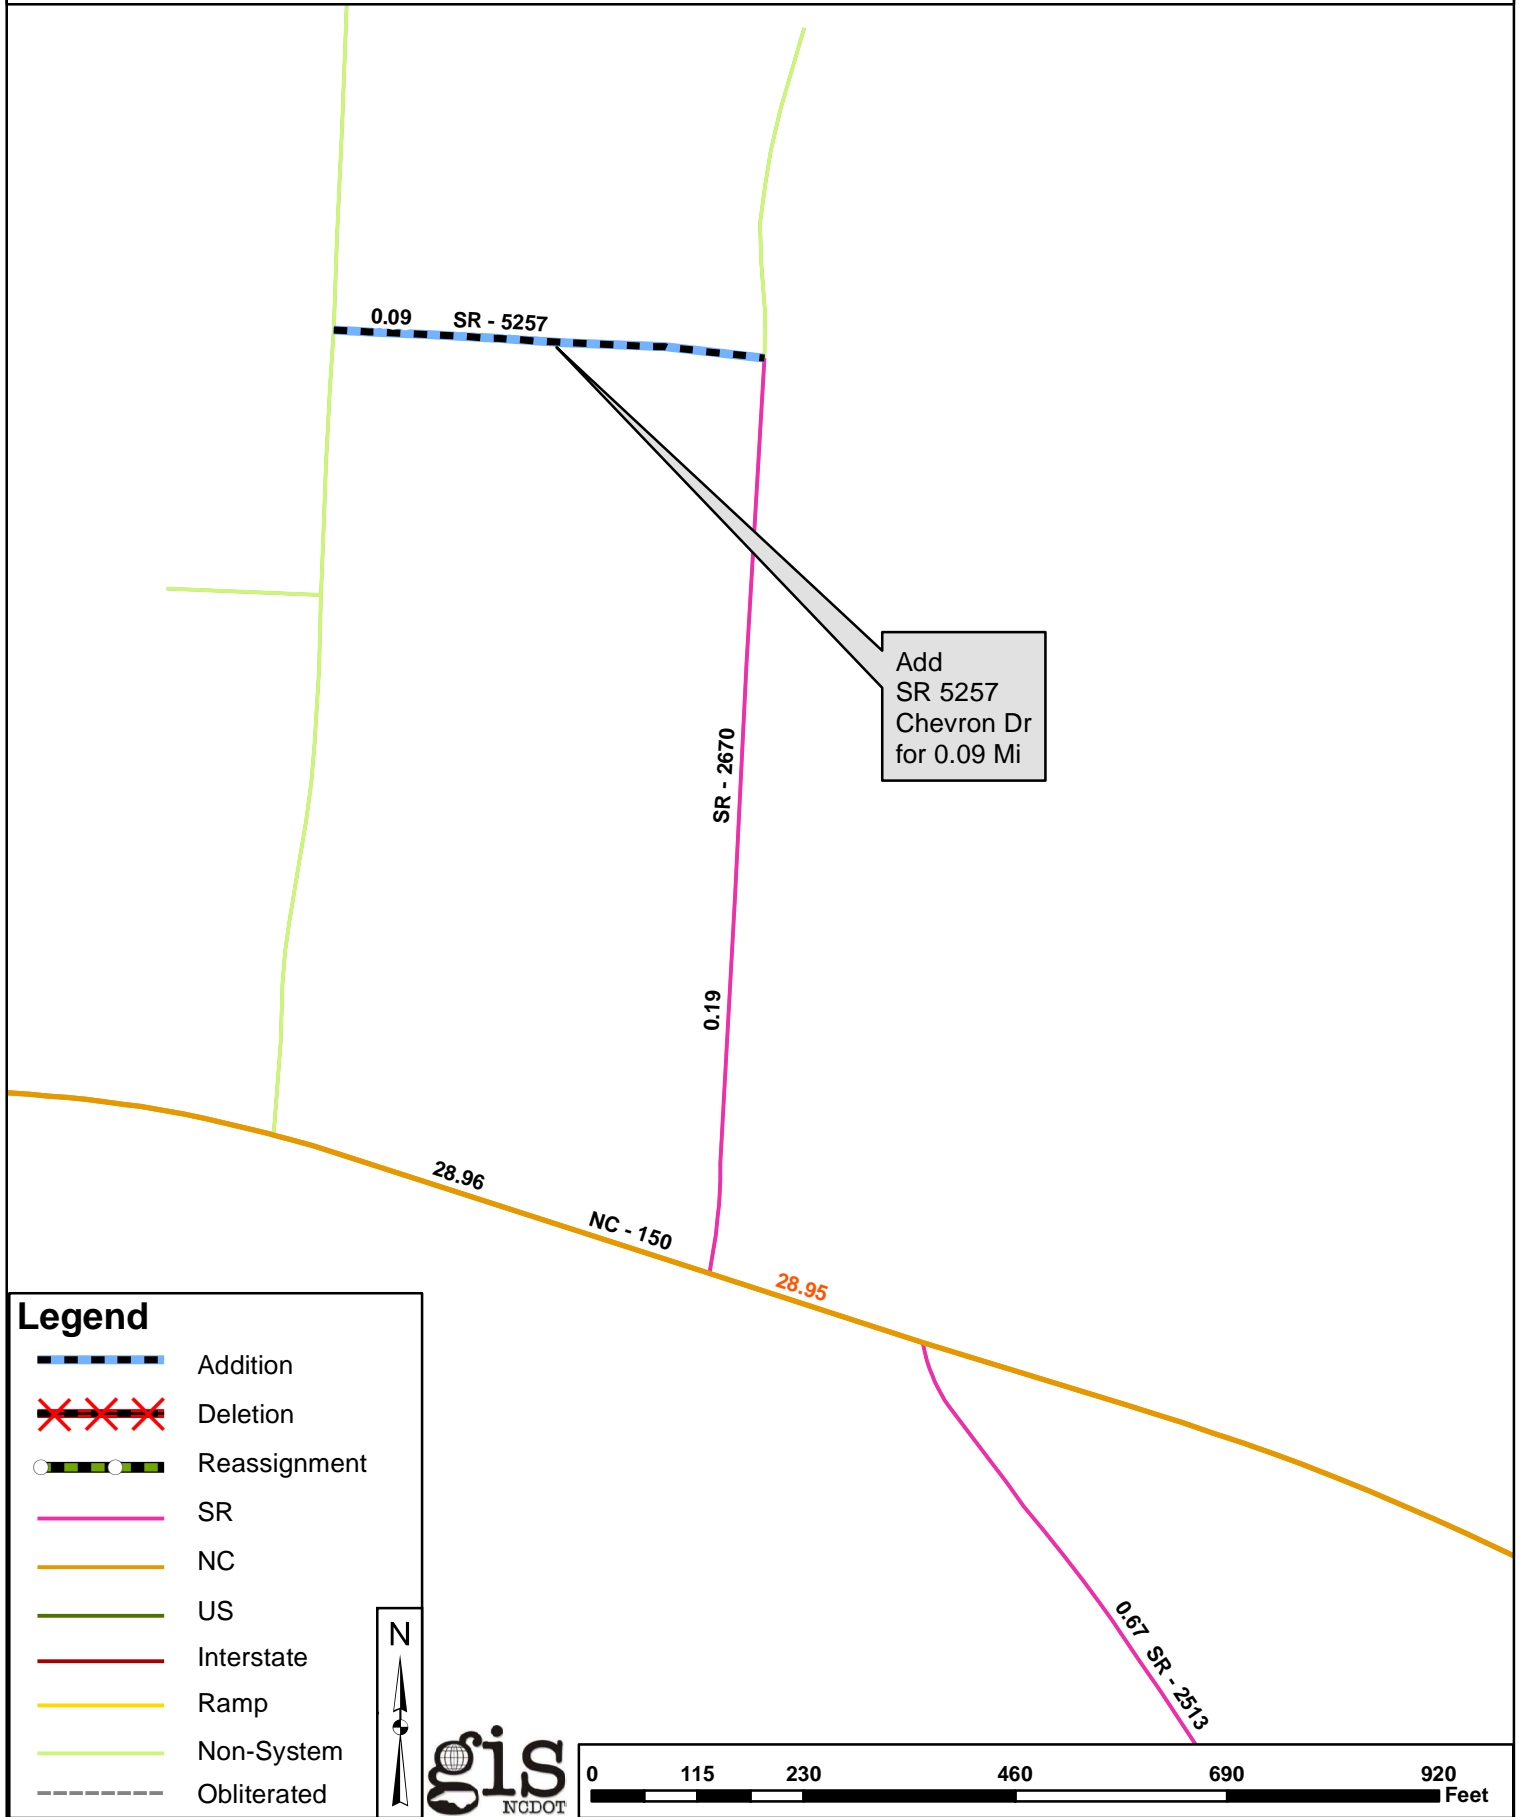 0.09 SR - 5257
Add
SR 5257
Chevron Dr
for 0.09 Mi
SR - 2670
0.19
28.96
NC - 150
28.95
0.67 SR - 2513
Legend
Addition
Deletion
Reassignment
SR
NC
US
Interstate
Ramp
Non-System
Obliterated
N
gis
NCDOT
0 115 230 460 690 920
Feet